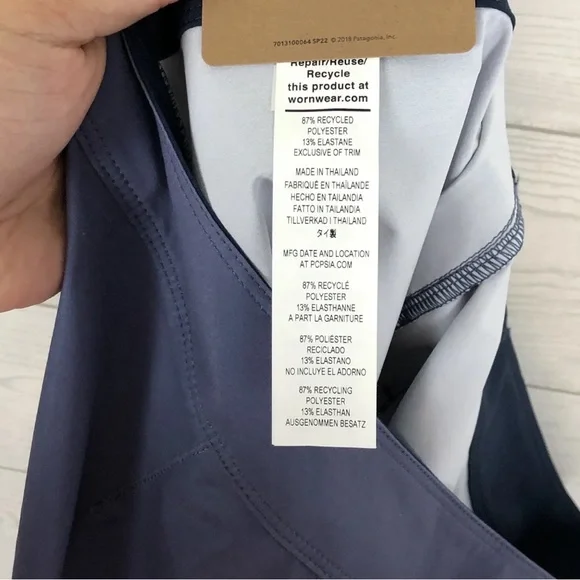 7013100064 SP22 © 2018 Patagonia, Inc.
Repair/Reuse/
Recycle
this product at
wornwear.com
87% RECYCLED
POLYESTER
13% ELASTANE
EXCLUSIVE OF TRIM
MADE IN THAILAND
FABRIQUÉ EN THAÏLANDE
HECHO EN TAILANDIA
FATTO IN TAILANDIA
TILLVERKAD I THAILAND
タイ製
MFG DATE AND LOCATION
AT PCPSIA.COM
87% RECYCLÉ
POLYESTER
13% ELASTHANNE
A PART LA GARNITURE
87% POLIESTER
RECICLADO
13% ELASTANO
NO INCLUYE EL ADORNO
87% RECYCLING
POLYESTER
13% ELASTHAN
AUSGENOMMEN BESATZ